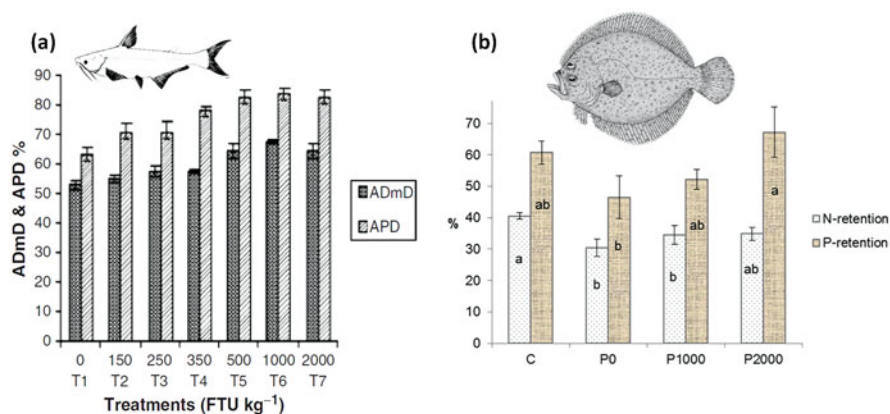 (a)
90
80
70
60
50
40
30
20
10
0
ADmD & APD %
0 150 250 350 500 1000 2000
T1 T2 T3 T4 T5 T6 T7
Treatments (FTU kg⁻¹)
ADmD
APD
(b)
70
60
50
40
30
20
10
0
%
a ab b b b ab ab a
C P0 P1000 P2000
N-retention
P-retention